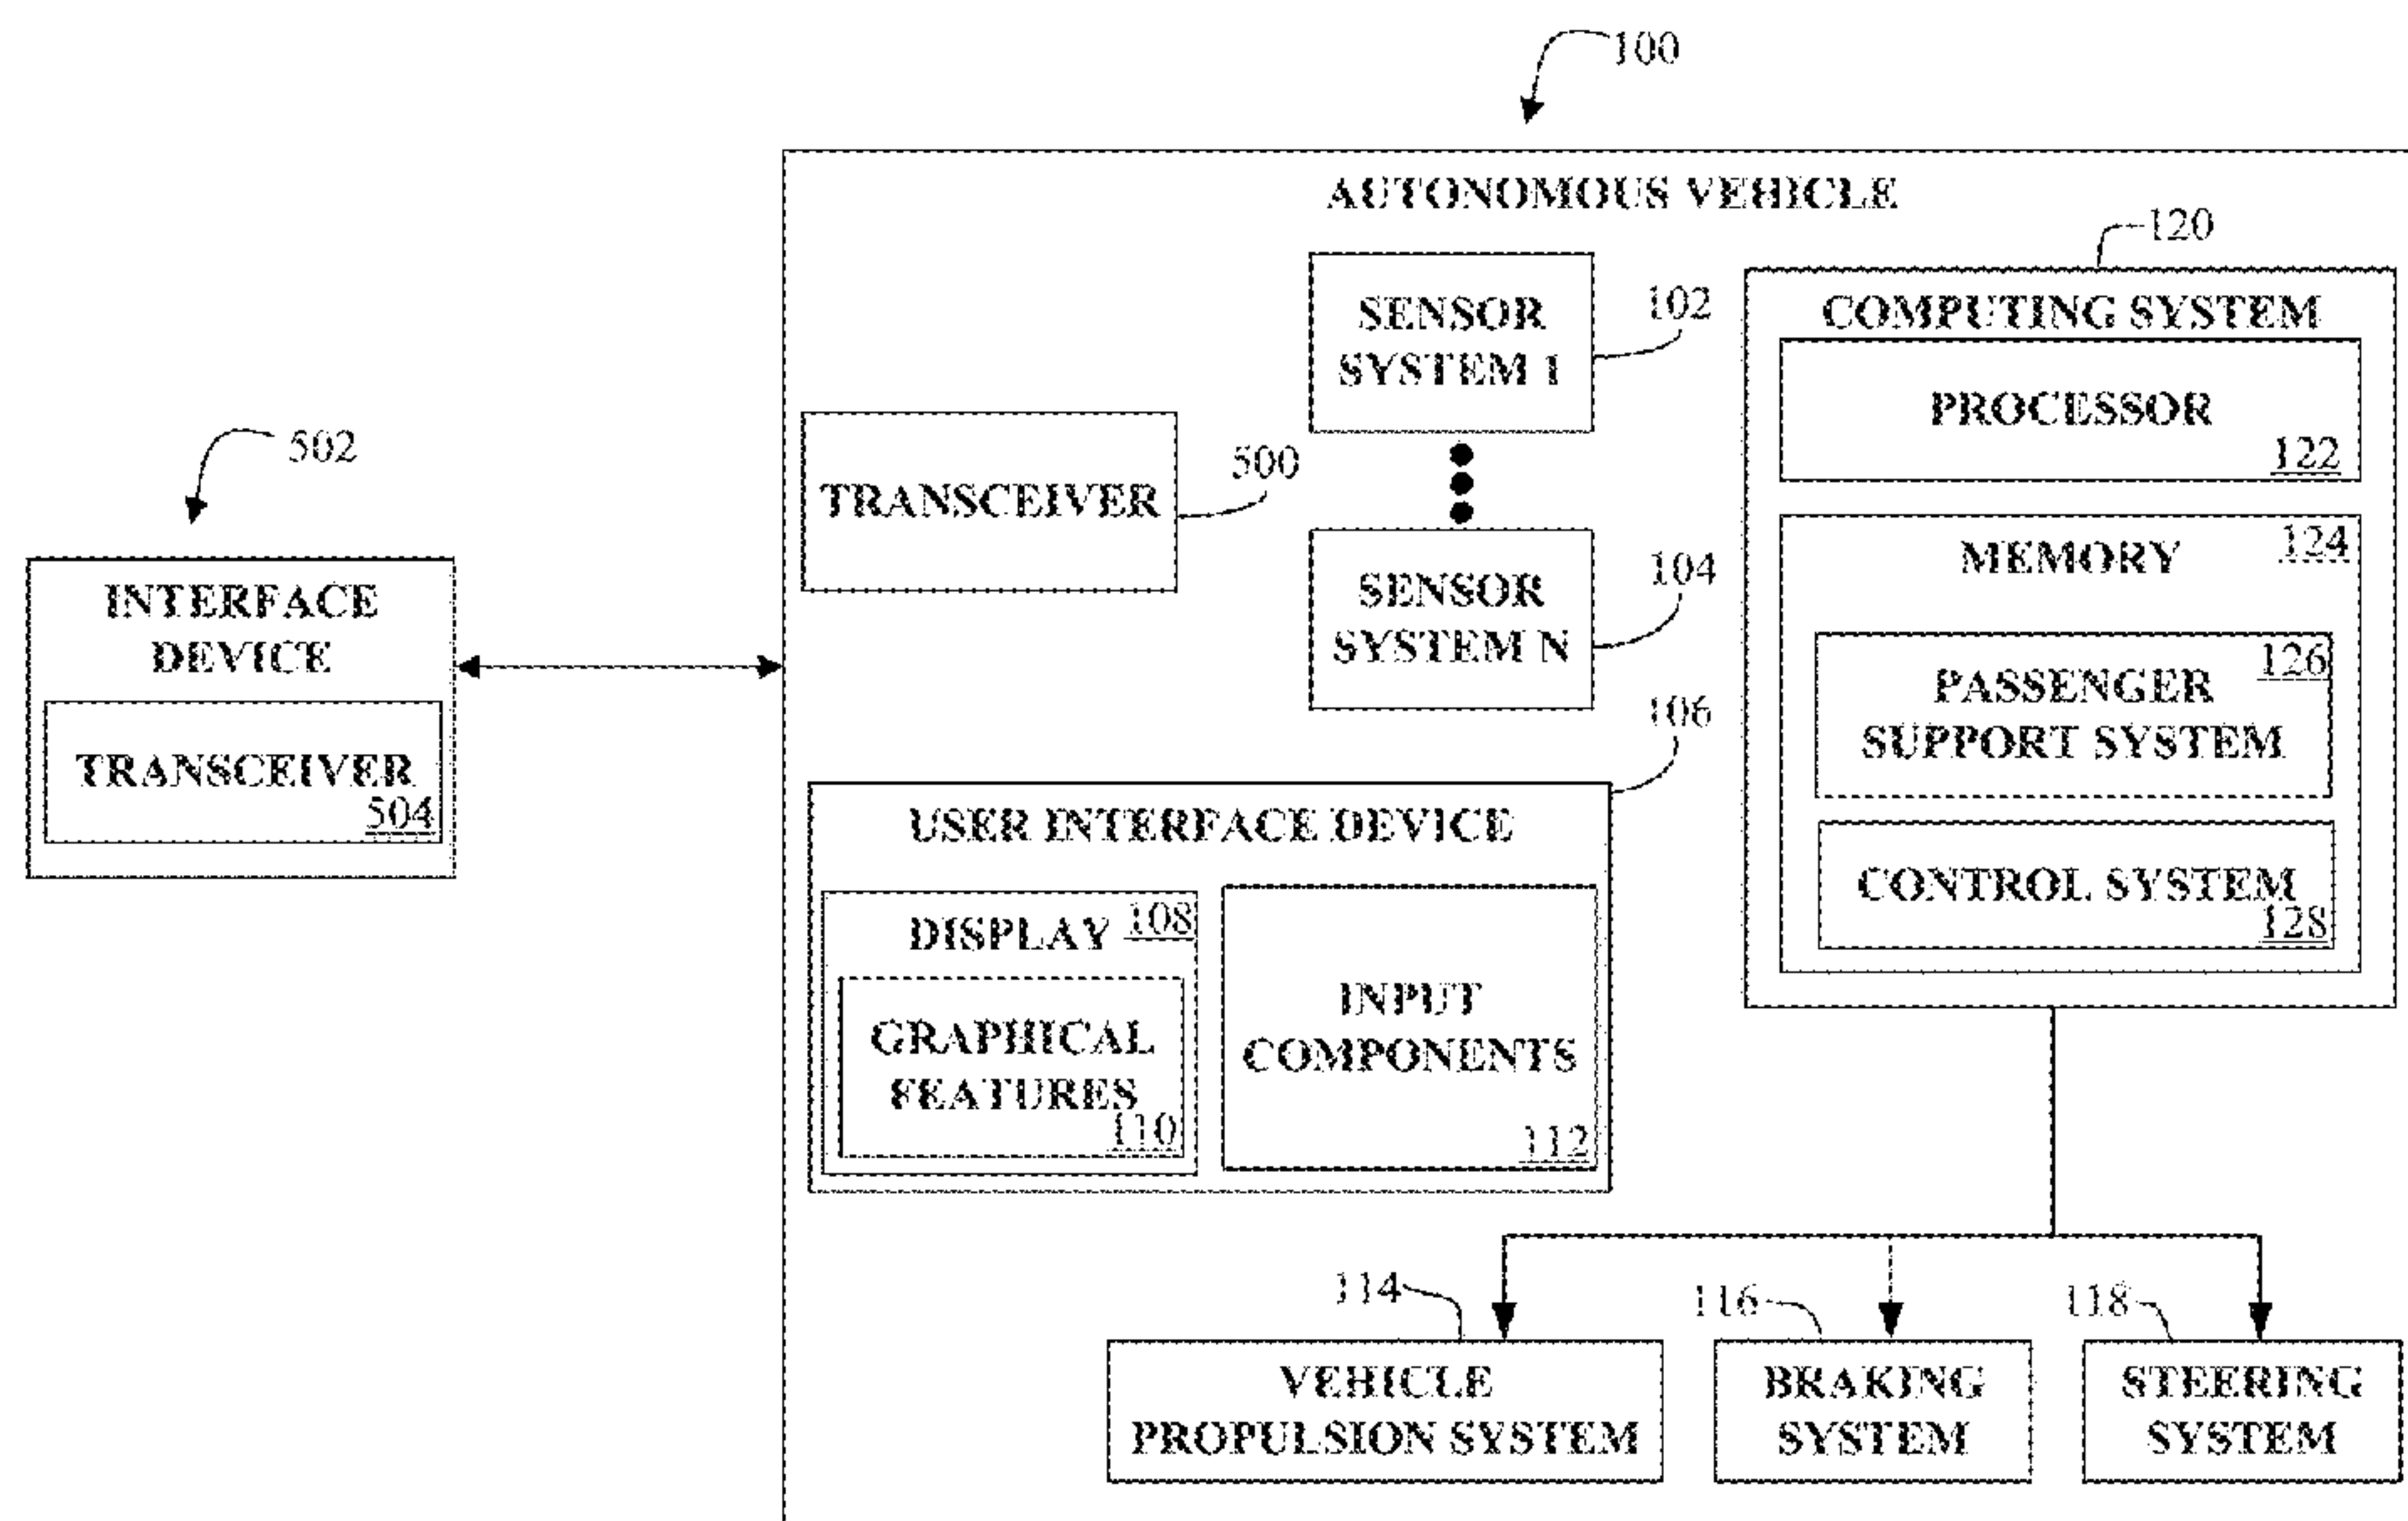 100
AUTONOMOUS VEHICLE
120
SENSOR
SYSTEM 1
102
COMPUTING SYSTEM
PROCESSOR
122
502
TRANSCEIVER
500
SENSOR
SYSTEM N
104
MEMORY
124
126
PASSENGER
SUPPORT SYSTEM
CONTROL SYSTEM
128
INTERFACE
DEVICE
TRANSCEIVER
504
106
USER INTERFACE DEVICE
DISPLAY
108
GRAPHICAL
FEATURES
110
INPUT
COMPONENTS
112
114
VEHICLE
PROPULSION SYSTEM
116
BRAKING
SYSTEM
118
STEERING
SYSTEM